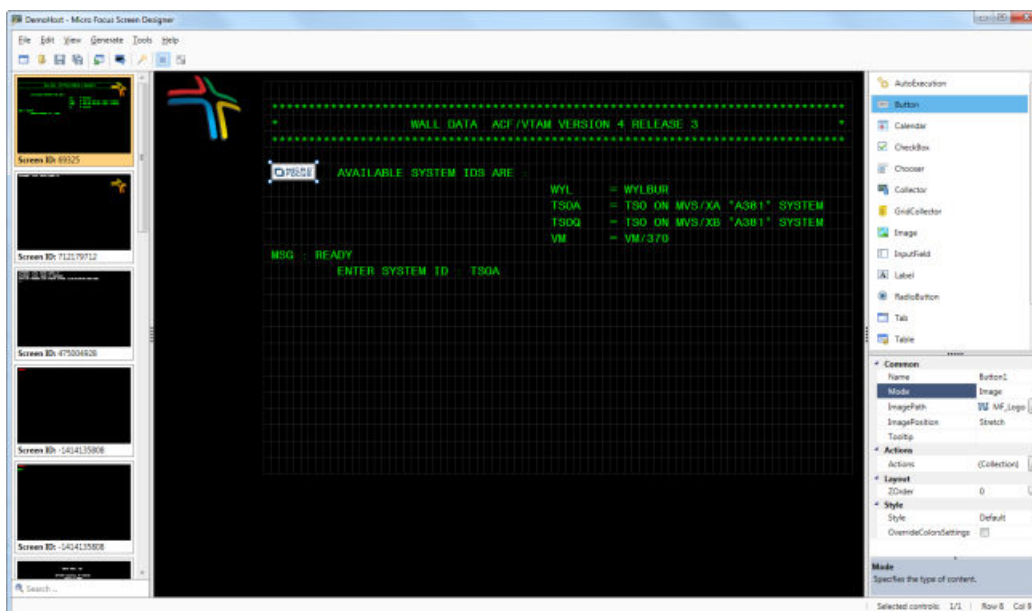 DemoHost - Micro Focus Screen Designer
File Edit View Generate Tools Help
Screen ID: 69325
Screen ID: 712179712
Screen ID: 475004928
Screen ID: -1414135808
Screen ID: -1414135808
Search...
****************************************************************************
* WALL DATA ACF/VTAM VERSION 4 RELEASE 3 *
****************************************************************************
AVAILABLE SYSTEM IDS ARE :
WYL = WYLBUR
TSOA = TSO ON MVS/XA "A381" SYSTEM
TSOQ = TSO ON MVS/XB "A381" SYSTEM
VM = VM/370
MSG : READY
ENTER SYSTEM ID : TSOA
AutoExecution
Button
Calendar
CheckBox
Chooser
Collector
GridCollector
Image
InputField
Label
RadioButton
Tab
Table
Common
Name Button1
Mode Image
ImagePath MF_Logo
ImagePosition Stretch
Tooltip
Actions
Actions (Collection)
Layout
ZOrder 0
Style
Style Default
OverrideColorsSettings
Mode
Specifies the type of content.
Selected controls: 1/1 Row 8 Col